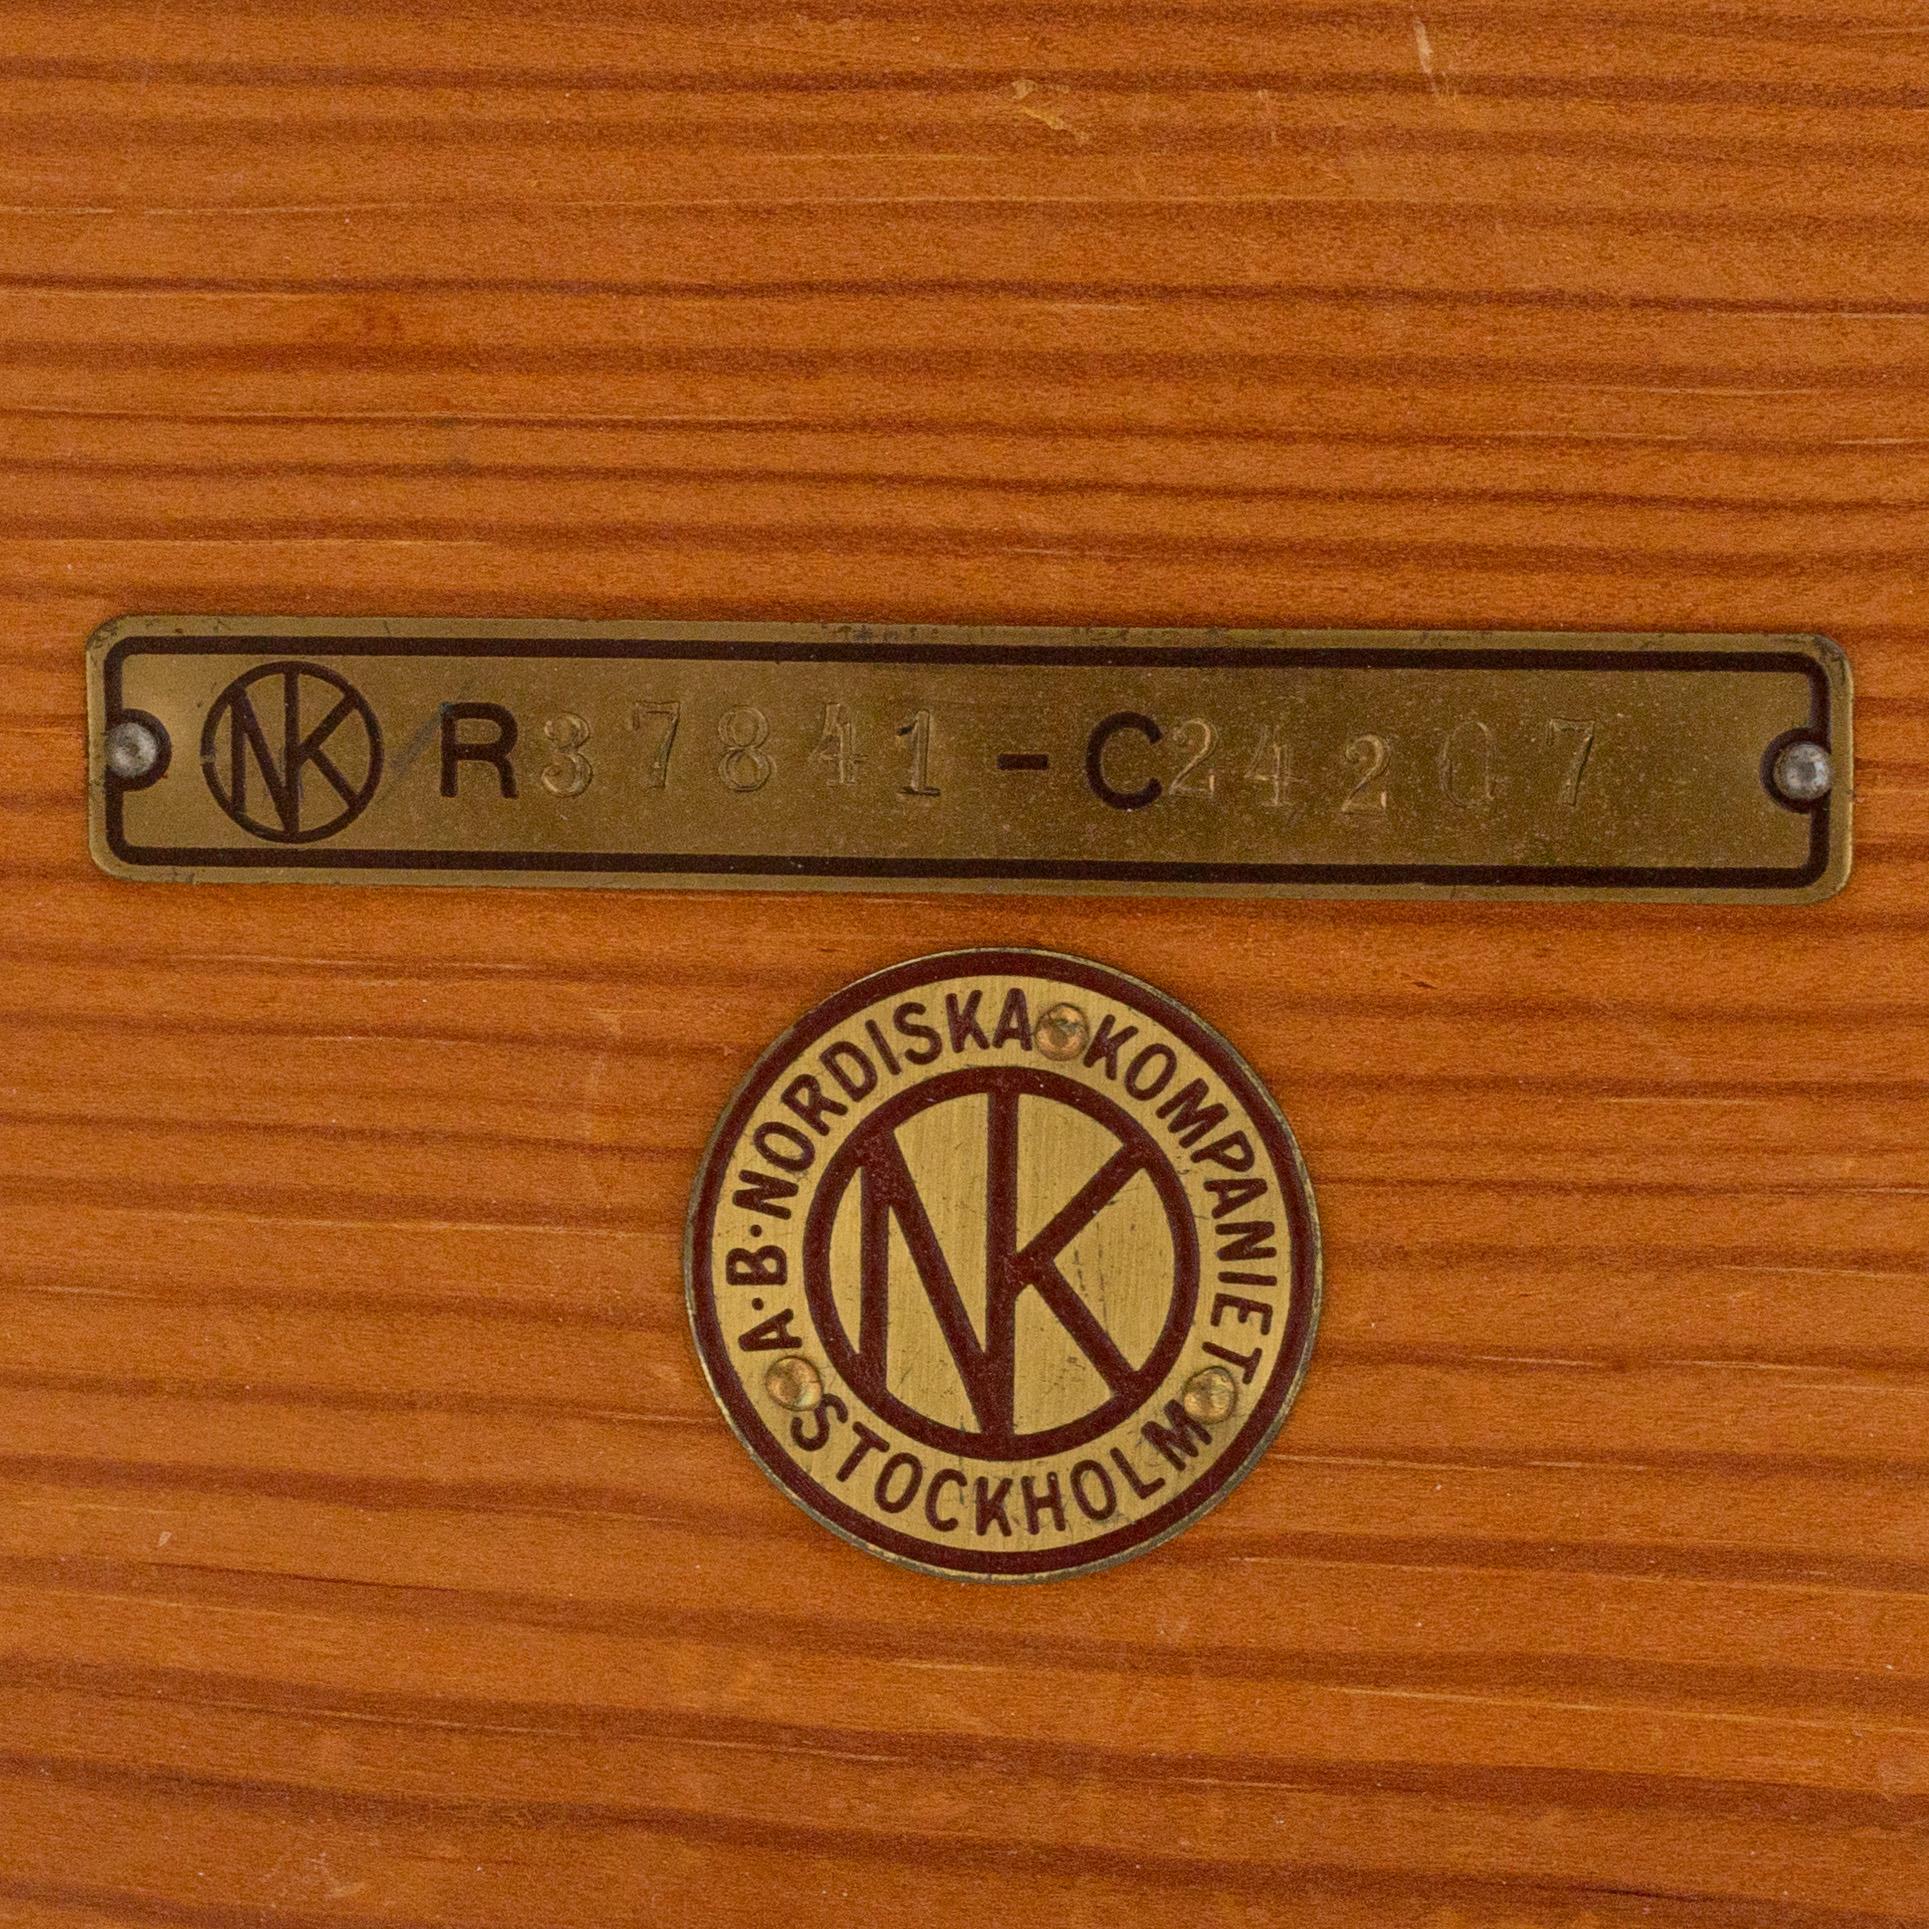 NK R37841-C24207
A·B·NORDISKA KOMPANIET
NK
STOCKHOLM